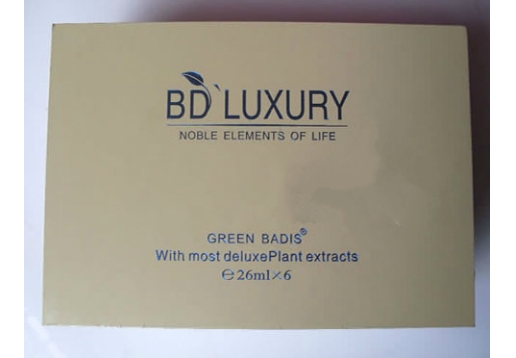 BD`LUXURY
NOBLE ELEMENTS OF LIFE
GREEN BADIS®
With most deluxePlant extracts
℮26ml×6